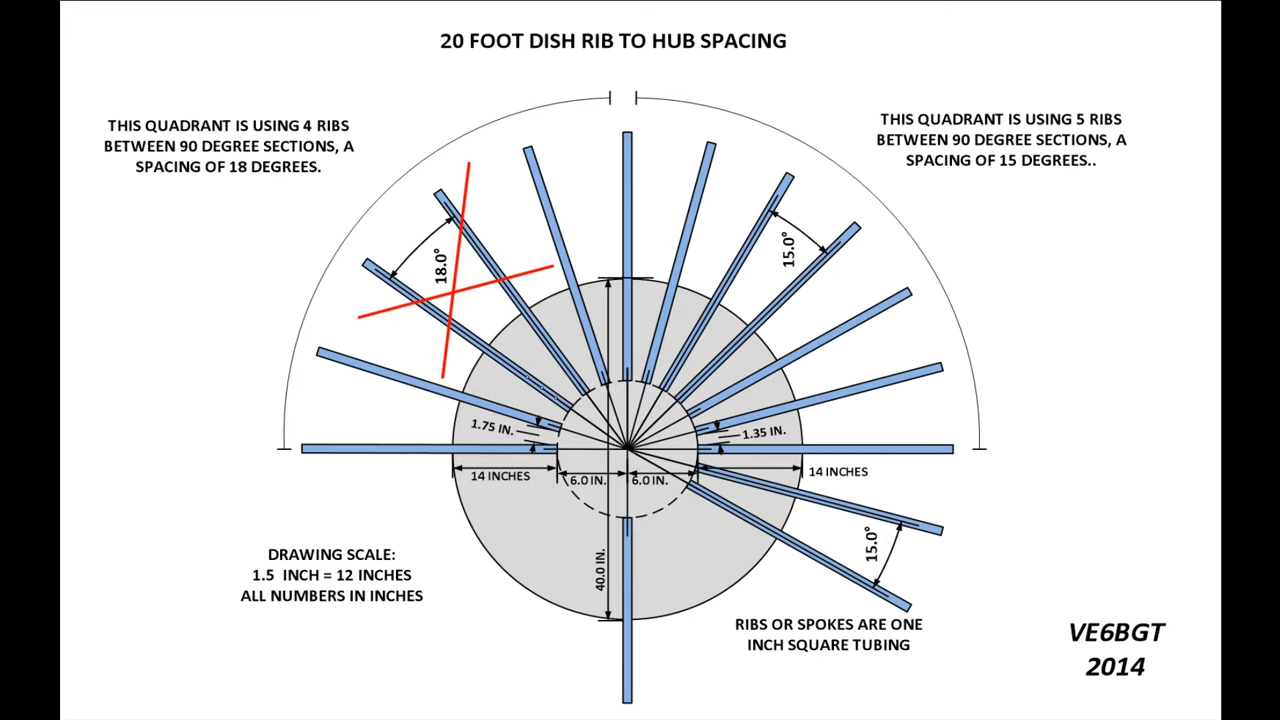 20 FOOT DISH RIB TO HUB SPACING
THIS QUADRANT IS USING 4 RIBS
BETWEEN 90 DEGREE SECTIONS, A
SPACING OF 18 DEGREES.
THIS QUADRANT IS USING 5 RIBS
BETWEEN 90 DEGREE SECTIONS, A
SPACING OF 15 DEGREES..
18.0°
15.0°
1.75 IN.
1.35 IN.
14 INCHES
6.0 IN.
6.0 IN.
14 INCHES
15.0°
40.0 IN.
DRAWING SCALE:
1.5 INCH = 12 INCHES
ALL NUMBERS IN INCHES
RIBS OR SPOKES ARE ONE
INCH SQUARE TUBING
VE6BGT
2014